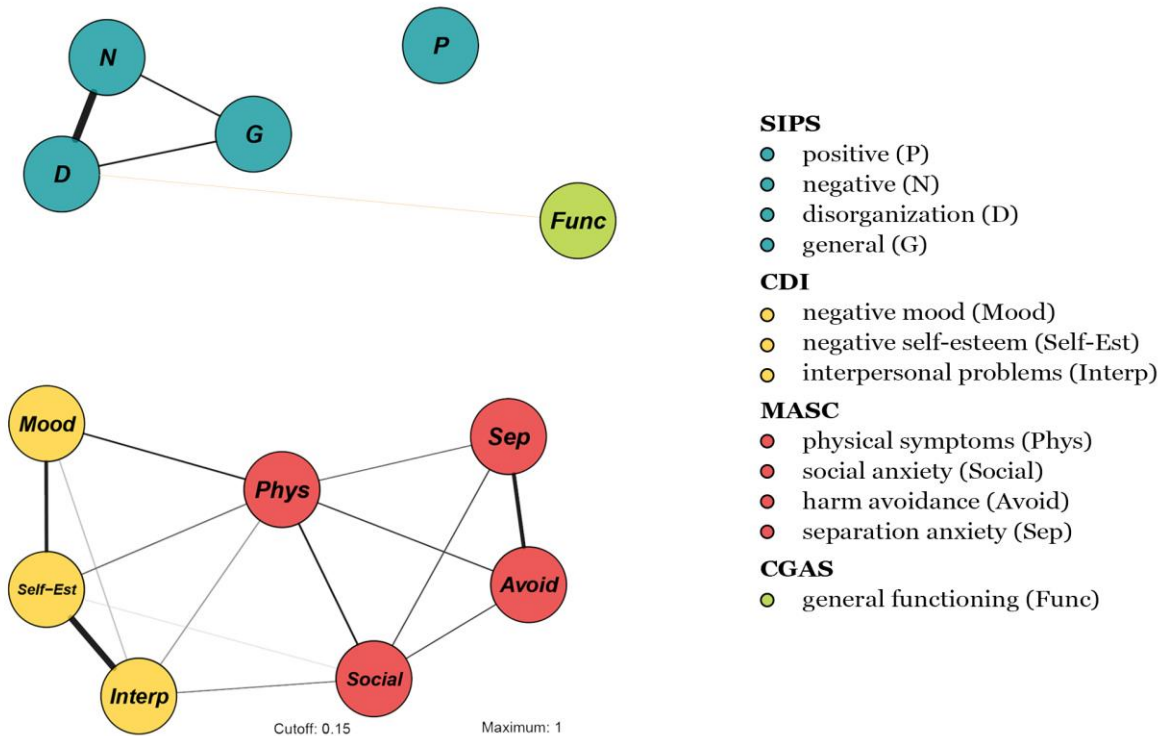 N
P
G
D
Func
Mood
Sep
Phys
Self-Est
Avoid
Interp
Social
Cutoff: 0.15
Maximum: 1
SIPS
positive (P)
negative (N)
disorganization (D)
general (G)
CDI
negative mood (Mood)
negative self-esteem (Self-Est)
interpersonal problems (Interp)
MASC
physical symptoms (Phys)
social anxiety (Social)
harm avoidance (Avoid)
separation anxiety (Sep)
CGAS
general functioning (Func)